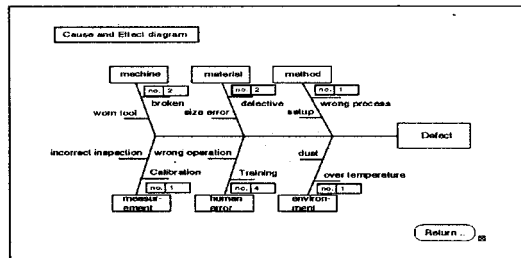 Cause and Effect diagram
machine material method
no. 2 no. 2 no. 1
broken defective wrong process
worn tool size error setup
Defect
incorrect inspection wrong operation dust
Calibration Training over temperature
no. 1 no. 4 no. 1
measur-
ement
human
error
environ-
ment
Return ..